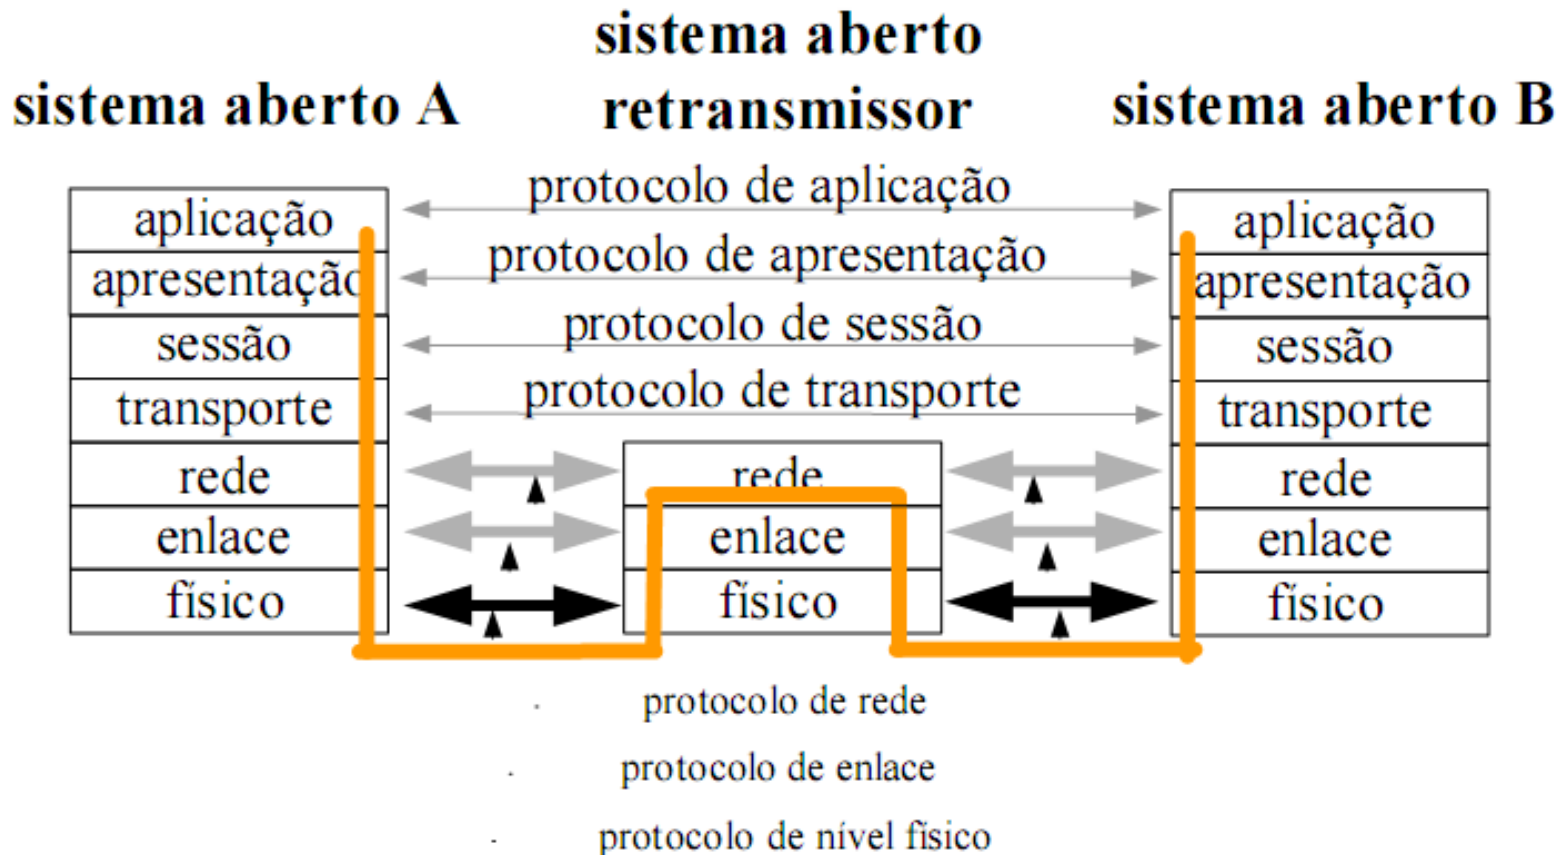 sistema aberto
retransmissor
sistema aberto A
sistema aberto B
protocolo de aplicação
protocolo de apresentação
protocolo de sessão
protocolo de transporte
aplicação
apresentação
sessão
transporte
rede
enlace
físico
rede
enlace
físico
aplicação
apresentação
sessão
transporte
rede
enlace
físico
protocolo de rede
protocolo de enlace
protocolo de nível físico